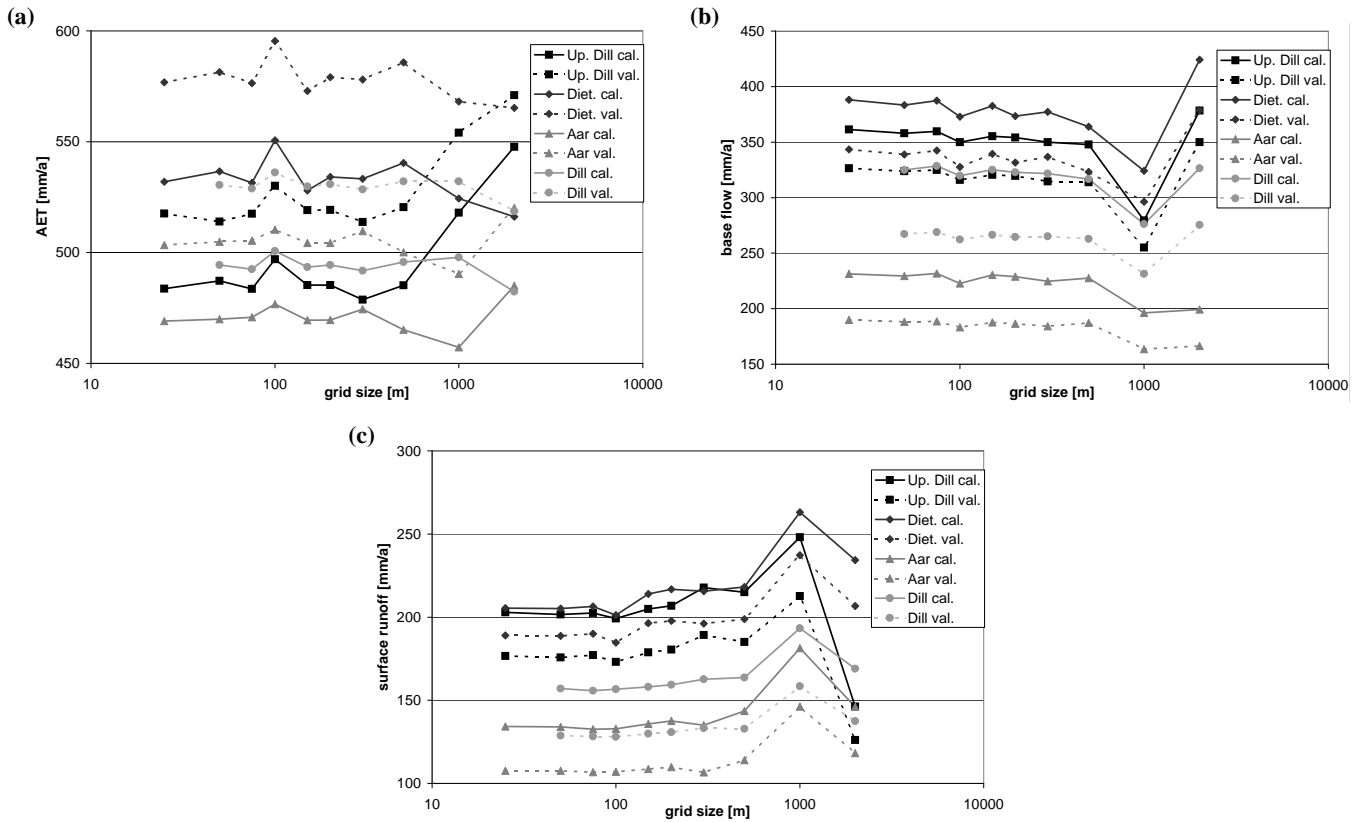 (a)
600
550
500
450
AET [mm/a]
10
100
1000
10000
grid size [m]
Up. Dill cal.
Up. Dill val.
Diet. cal.
Diet. val.
Aar cal.
Aar val.
Dill cal.
Dill val.
(b)
450
400
350
300
250
200
150
base flow [mm/a]
10
100
1000
10000
grid size [m]
Up. Dill cal.
Up. Dill val.
Diet. cal.
Diet. val.
Aar cal.
Aar val.
Dill cal.
Dill val.
(c)
300
250
200
150
100
surface runoff [mm/a]
10
100
1000
10000
grid size [m]
Up. Dill cal.
Up. Dill val.
Diet. cal.
Diet. val.
Aar cal.
Aar val.
Dill cal.
Dill val.